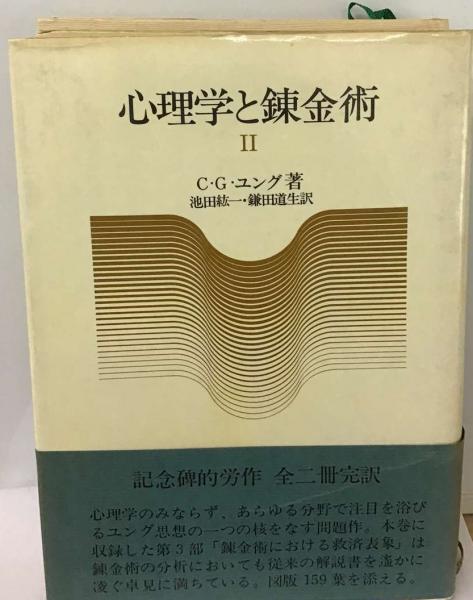 心理学と錬金術
II
C・G・ユング著
池田紘一・鎌田道生訳
記念碑的労作 全二冊完訳
心理学のみならず、あらゆる分野で注目を浴び
るユング思想の一つの核をなす問題作。本巻に
収録した第3部「錬金術における救済表象」は
錬金術の分析においても従来の解説書を遥かに
凌ぐ卓見に満ちている。図版159葉を添える。